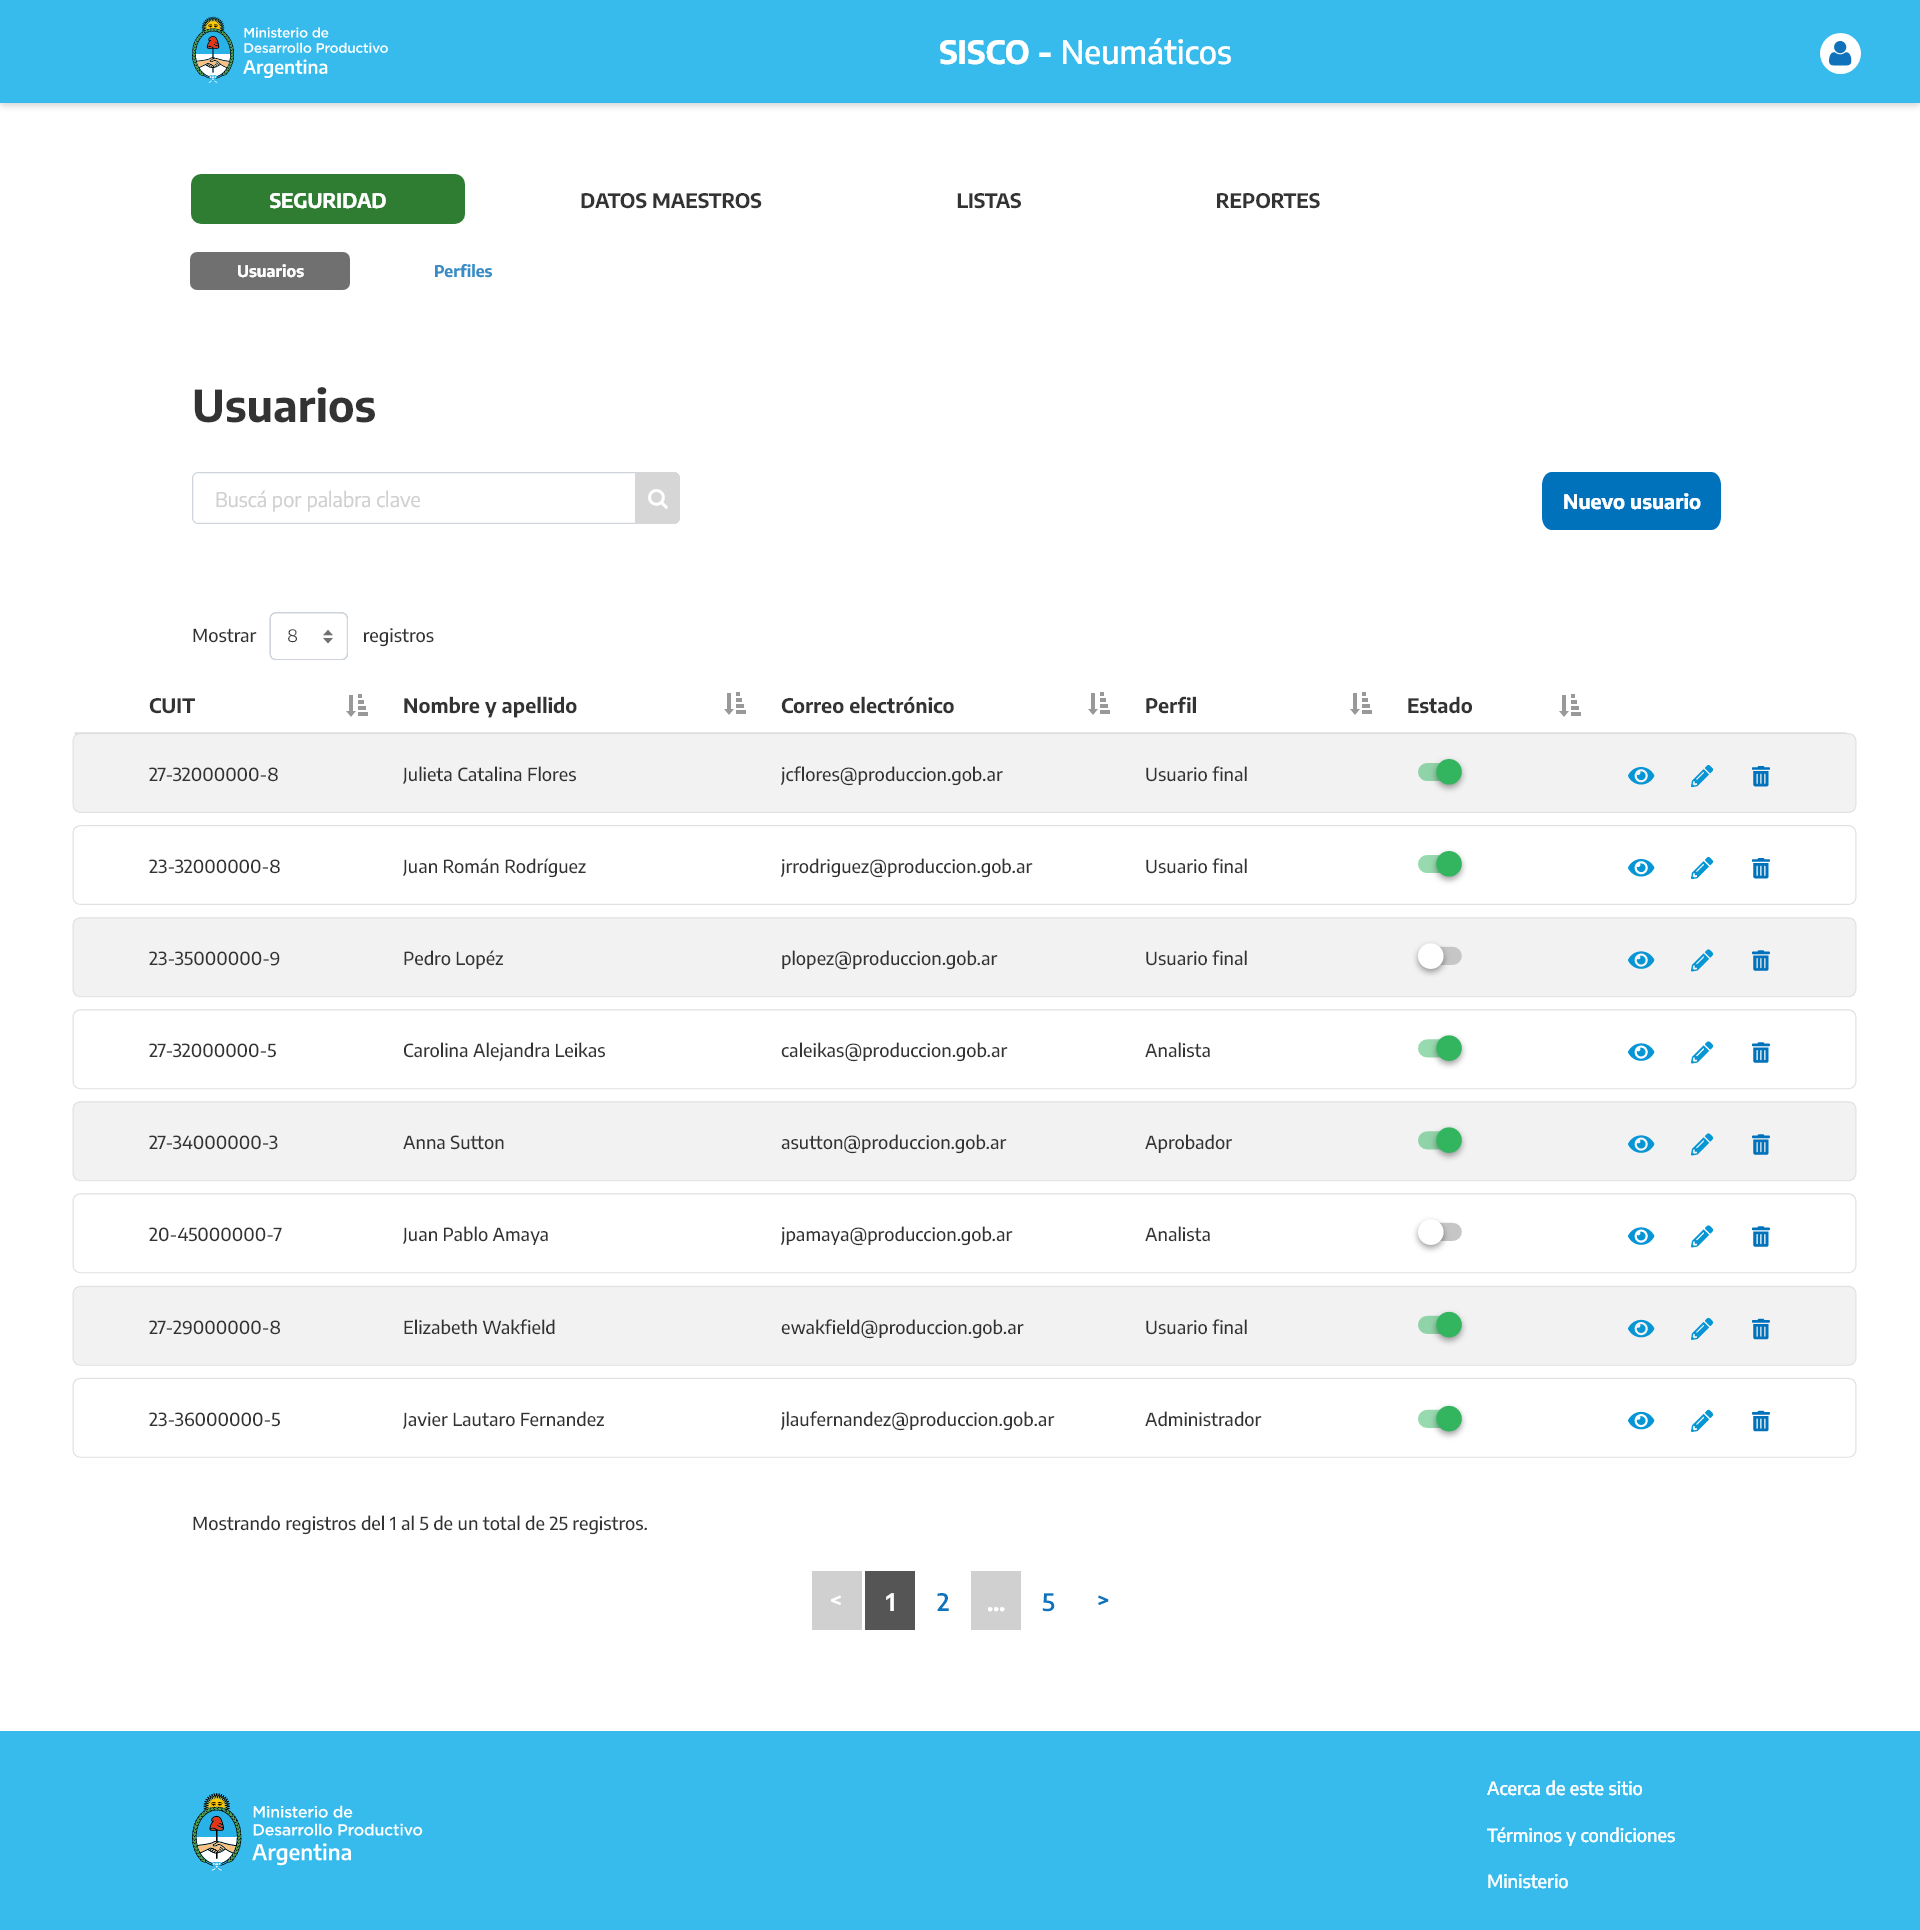 Ministerio de
Desarrollo Productivo
Argentina
SISCO - Neumáticos
SEGURIDAD DATOS MAESTROS LISTAS REPORTES
Usuarios Perfiles
Usuarios
Buscá por palabra clave
Nuevo usuario
Mostrar 8 registros
CUIT Nombre y apellido Correo electrónico Perfil Estado
27-32000000-8 Julieta Catalina Flores jcflores@produccion.gob.ar Usuario final
23-32000000-8 Juan Román Rodríguez jrrodriguez@produccion.gob.ar Usuario final
23-35000000-9 Pedro Lopéz plopez@produccion.gob.ar Usuario final
27-32000000-5 Carolina Alejandra Leikas caleikas@produccion.gob.ar Analista
27-34000000-3 Anna Sutton asutton@produccion.gob.ar Aprobador
20-45000000-7 Juan Pablo Amaya jpamaya@produccion.gob.ar Analista
27-29000000-8 Elizabeth Wakfield ewakfield@produccion.gob.ar Usuario final
23-36000000-5 Javier Lautaro Fernandez jlaufernandez@produccion.gob.ar Administrador
Mostrando registros del 1 al 5 de un total de 25 registros.
< 1 2 ... 5 >
Ministerio de
Desarrollo Productivo
Argentina
Acerca de este sitio
Términos y condiciones
Ministerio